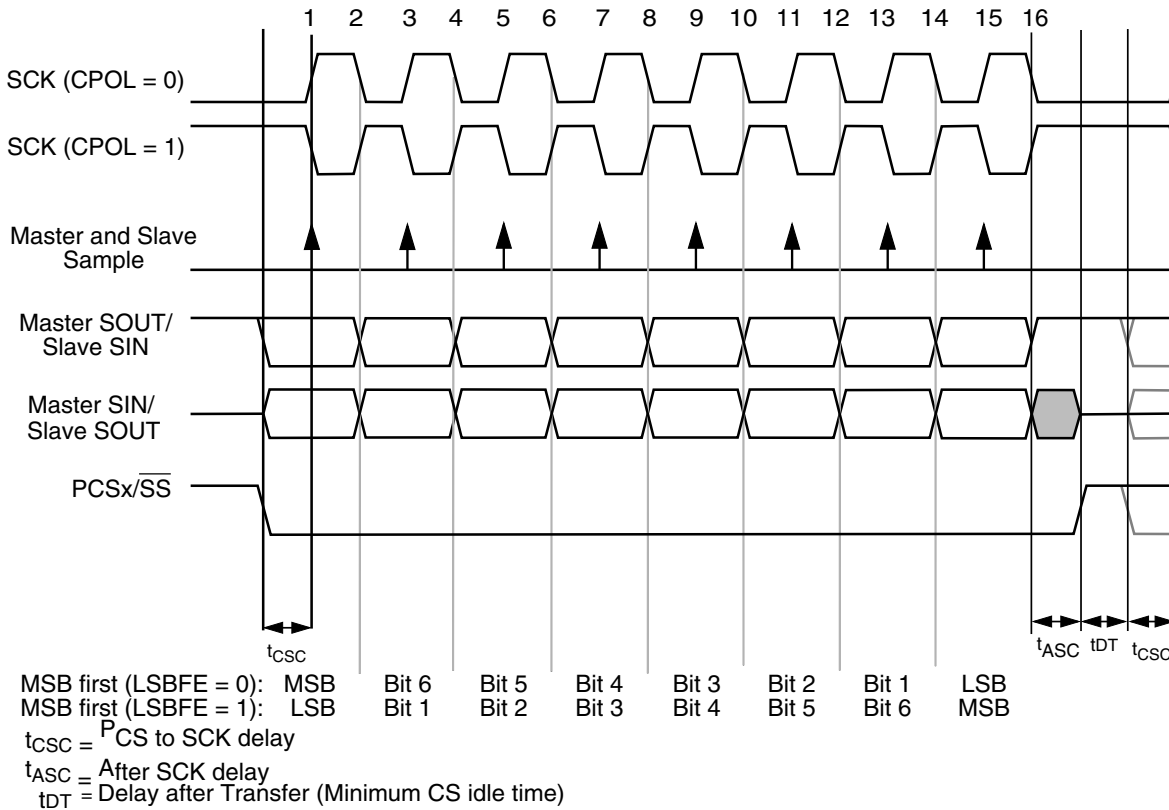 1 2 3 4 5 6 7 8 9 10 11 12 13 14 15 16
SCK (CPOL = 0)
SCK (CPOL = 1)
Master and Slave
Sample
Master SOUT/
Slave SIN
Master SIN/
Slave SOUT
PCSx/SS
tCSC tASC tDT tCSC
MSB first (LSBFE = 0): MSB Bit 6 Bit 5 Bit 4 Bit 3 Bit 2 Bit 1 LSB
MSB first (LSBFE = 1): LSB Bit 1 Bit 2 Bit 3 Bit 4 Bit 5 Bit 6 MSB
tCSC = PCS to SCK delay
tASC = After SCK delay
tDT = Delay after Transfer (Minimum CS idle time)